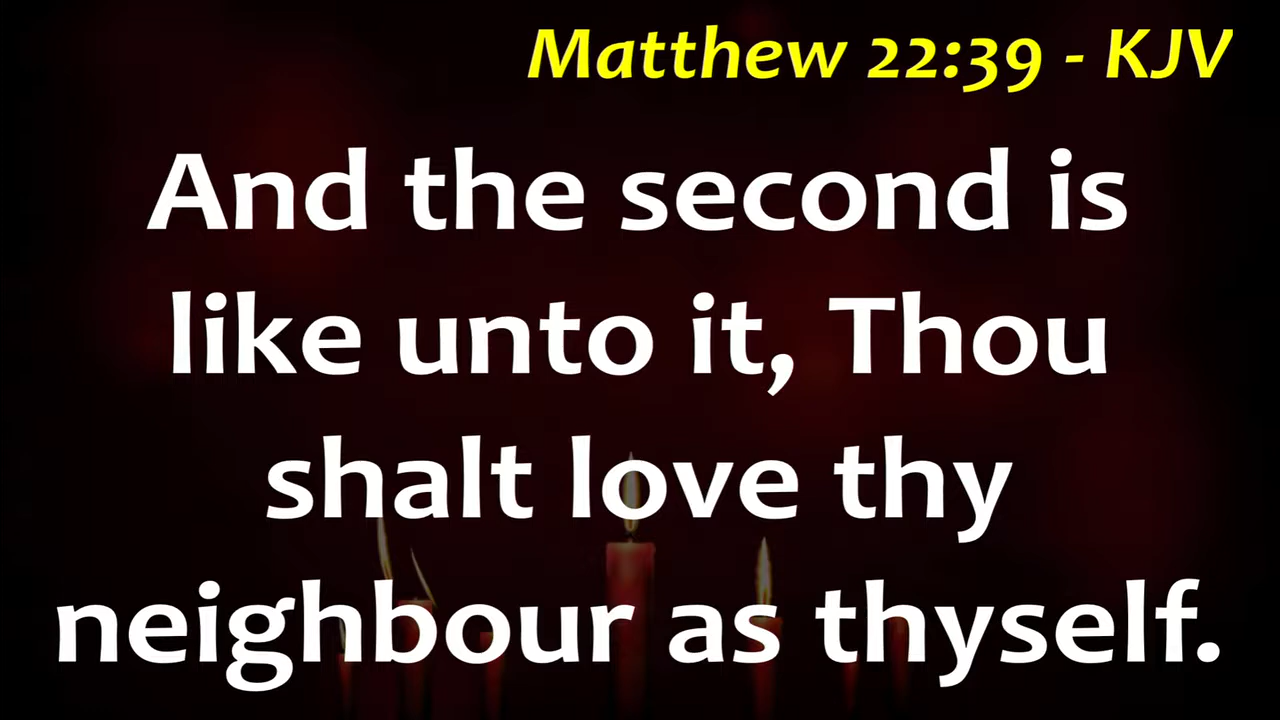 Matthew 22:39 - KJV
And the second is
like unto it, Thou
shalt love thy
neighbour as thyself.